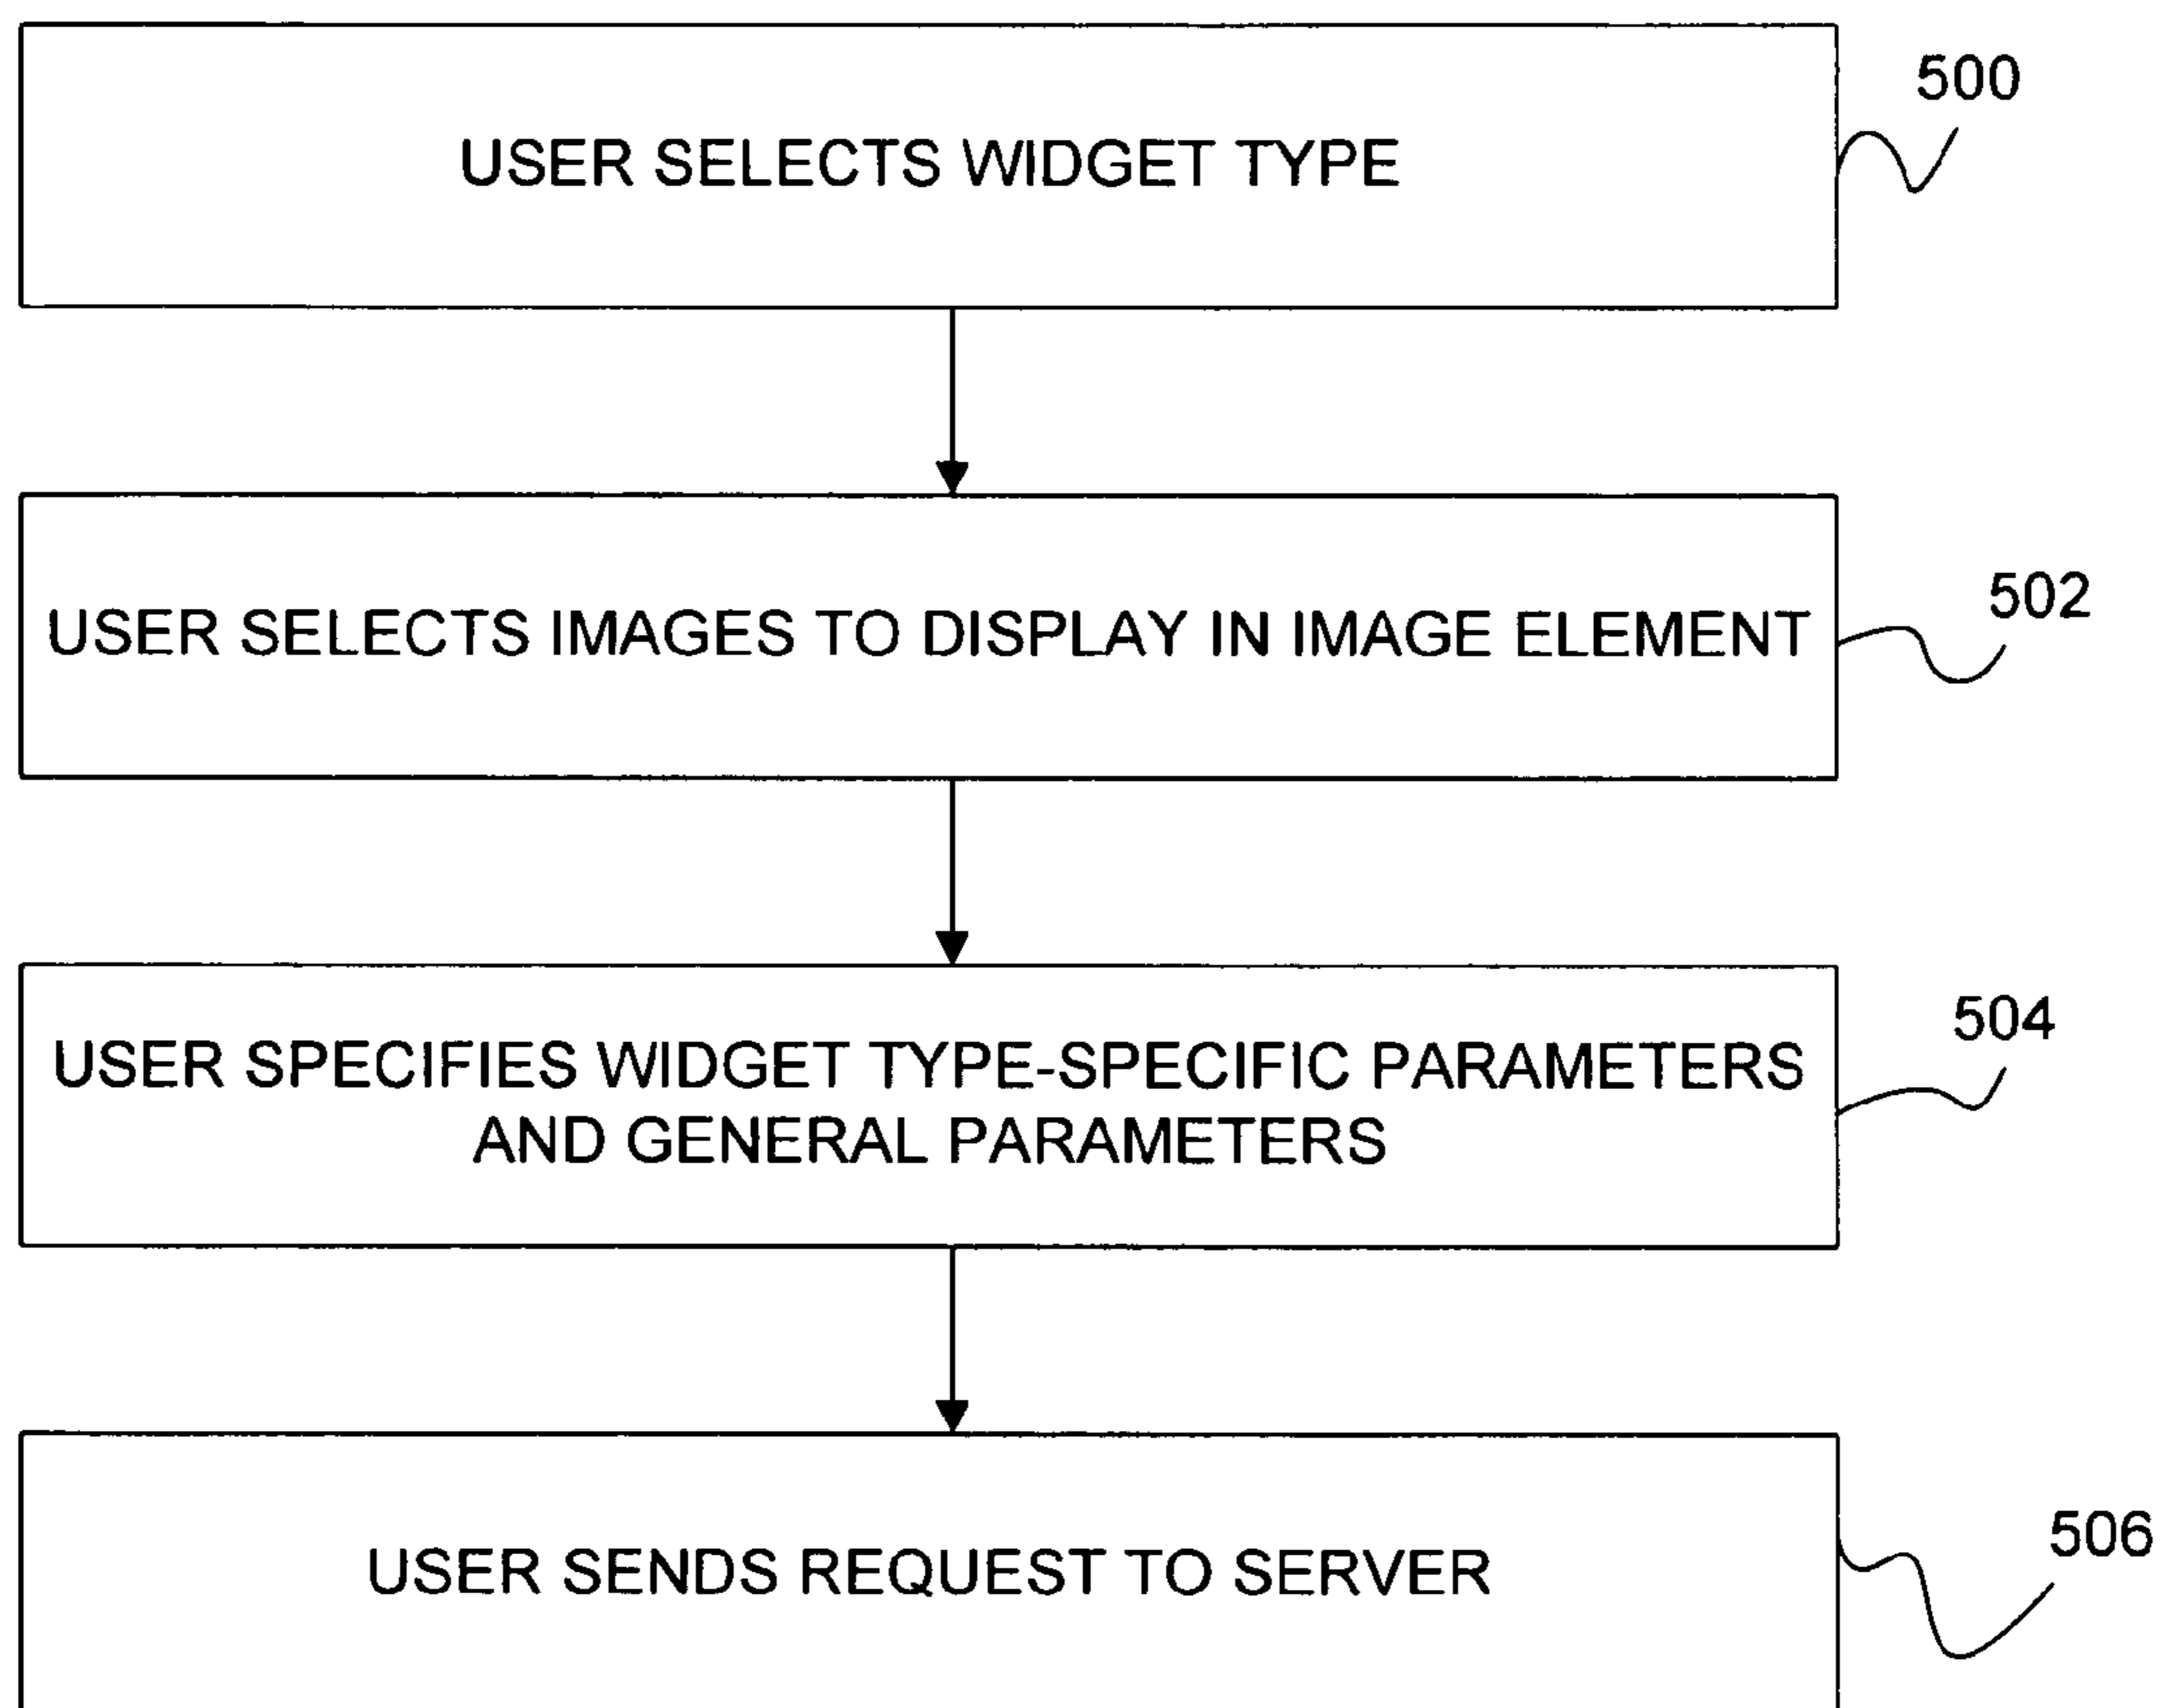 USER SELECTS WIDGET TYPE
500
USER SELECTS IMAGES TO DISPLAY IN IMAGE ELEMENT
502
USER SPECIFIES WIDGET TYPE-SPECIFIC PARAMETERS
AND GENERAL PARAMETERS
504
USER SENDS REQUEST TO SERVER
506